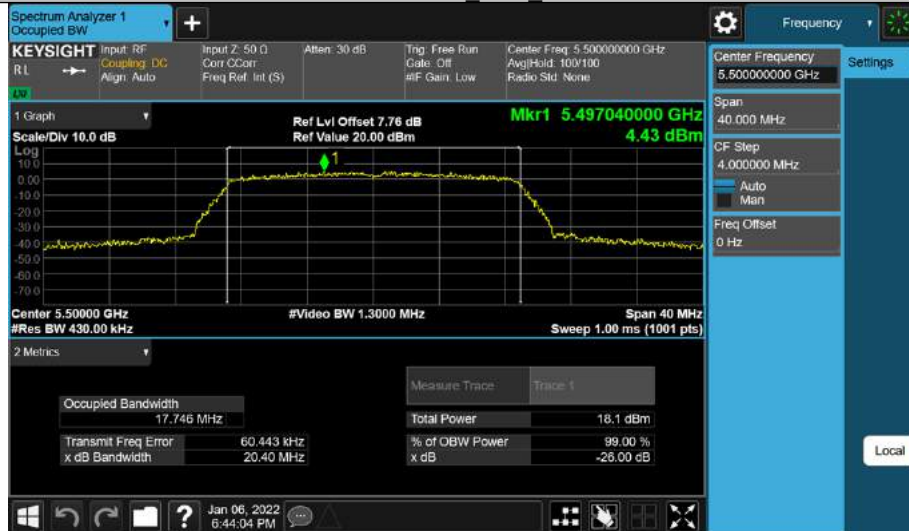 Spectrum Analyzer 1
Occupied BW
Frequency
KEYSIGHT
RL
Input: RF
Coupling: DC
Align: Auto
Input Z: 50 Ω
Corr CCorr
Freq Ref: Int (S)
Atten: 30 dB
Trig: Free Run
Gate: Off
#IF Gain: Low
Center Freq: 5.500000000 GHz
Avg|Hold: 100/100
Radio Std: None
Center Frequency
5.500000000 GHz
Settings
Span
40.000 MHz
CF Step
4.000000 MHz
Auto
Man
Freq Offset
0 Hz
1 Graph
Scale/Div 10.0 dB
Ref Lvl Offset 7.76 dB
Ref Value 20.00 dBm
Mkr1 5.497040000 GHz
4.43 dBm
Log
10.0
0.00
-10.0
-20.0
-30.0
-40.0
-50.0
-60.0
-70.0
1
Center 5.50000 GHz
#Res BW 430.00 kHz
#Video BW 1.3000 MHz
Span 40 MHz
Sweep 1.00 ms (1001 pts)
2 Metrics
Measure Trace
Trace 1
Occupied Bandwidth
17.746 MHz
Total Power
18.1 dBm
Transmit Freq Error
60.443 kHz
% of OBW Power
99.00 %
x dB Bandwidth
20.40 MHz
x dB
-26.00 dB
Local
?
Jan 06, 2022
6:44:04 PM